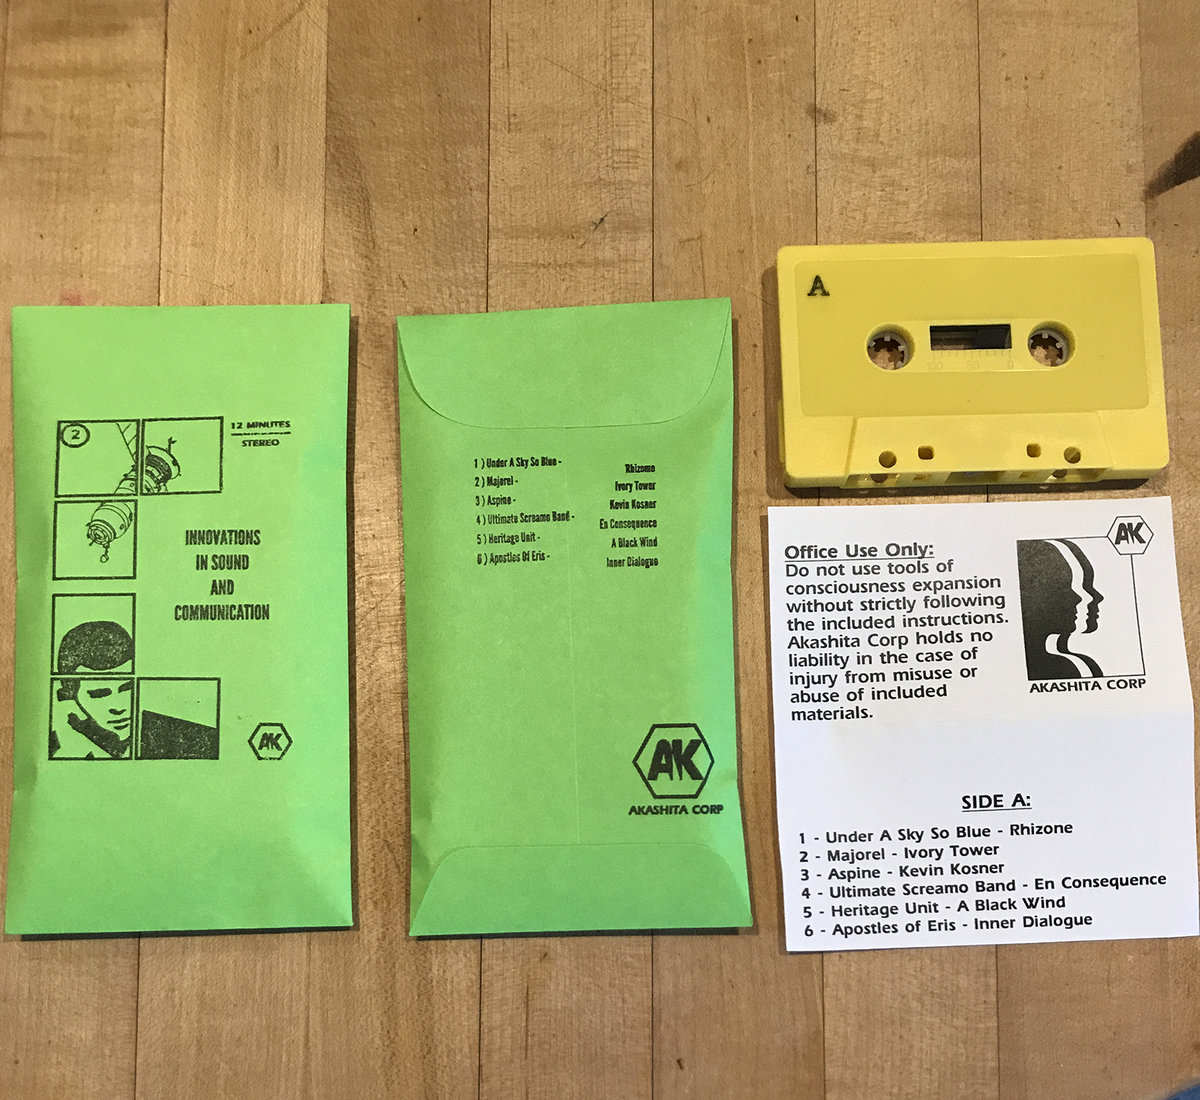 2
12 MINUTES
STEREO
INNOVATIONS
IN SOUND
AND
COMMUNICATION
AK
1 ) Under A Sky So Blue - Rhizome
2 ) Majorel - Ivory Tower
3 ) Aspine - Kevin Kosner
4 ) Ultimate Screamo Band - En Consequence
5 ) Heritage Unit - A Black Wind
6 ) Apostles Of Eris - Inner Dialogue
AK
AKASHITA CORP
A
Office Use Only:
Do not use tools of
consciousness expansion
without strictly following
the included instructions.
Akashita Corp holds no
liability in the case of
injury from misuse or
abuse of included
materials.
AK
AKASHITA CORP
SIDE A:
1 - Under A Sky So Blue - Rhizone
2 - Majorel - Ivory Tower
3 - Aspine - Kevin Kosner
4 - Ultimate Screamo Band - En Consequence
5 - Heritage Unit - A Black Wind
6 - Apostles of Eris - Inner Dialogue